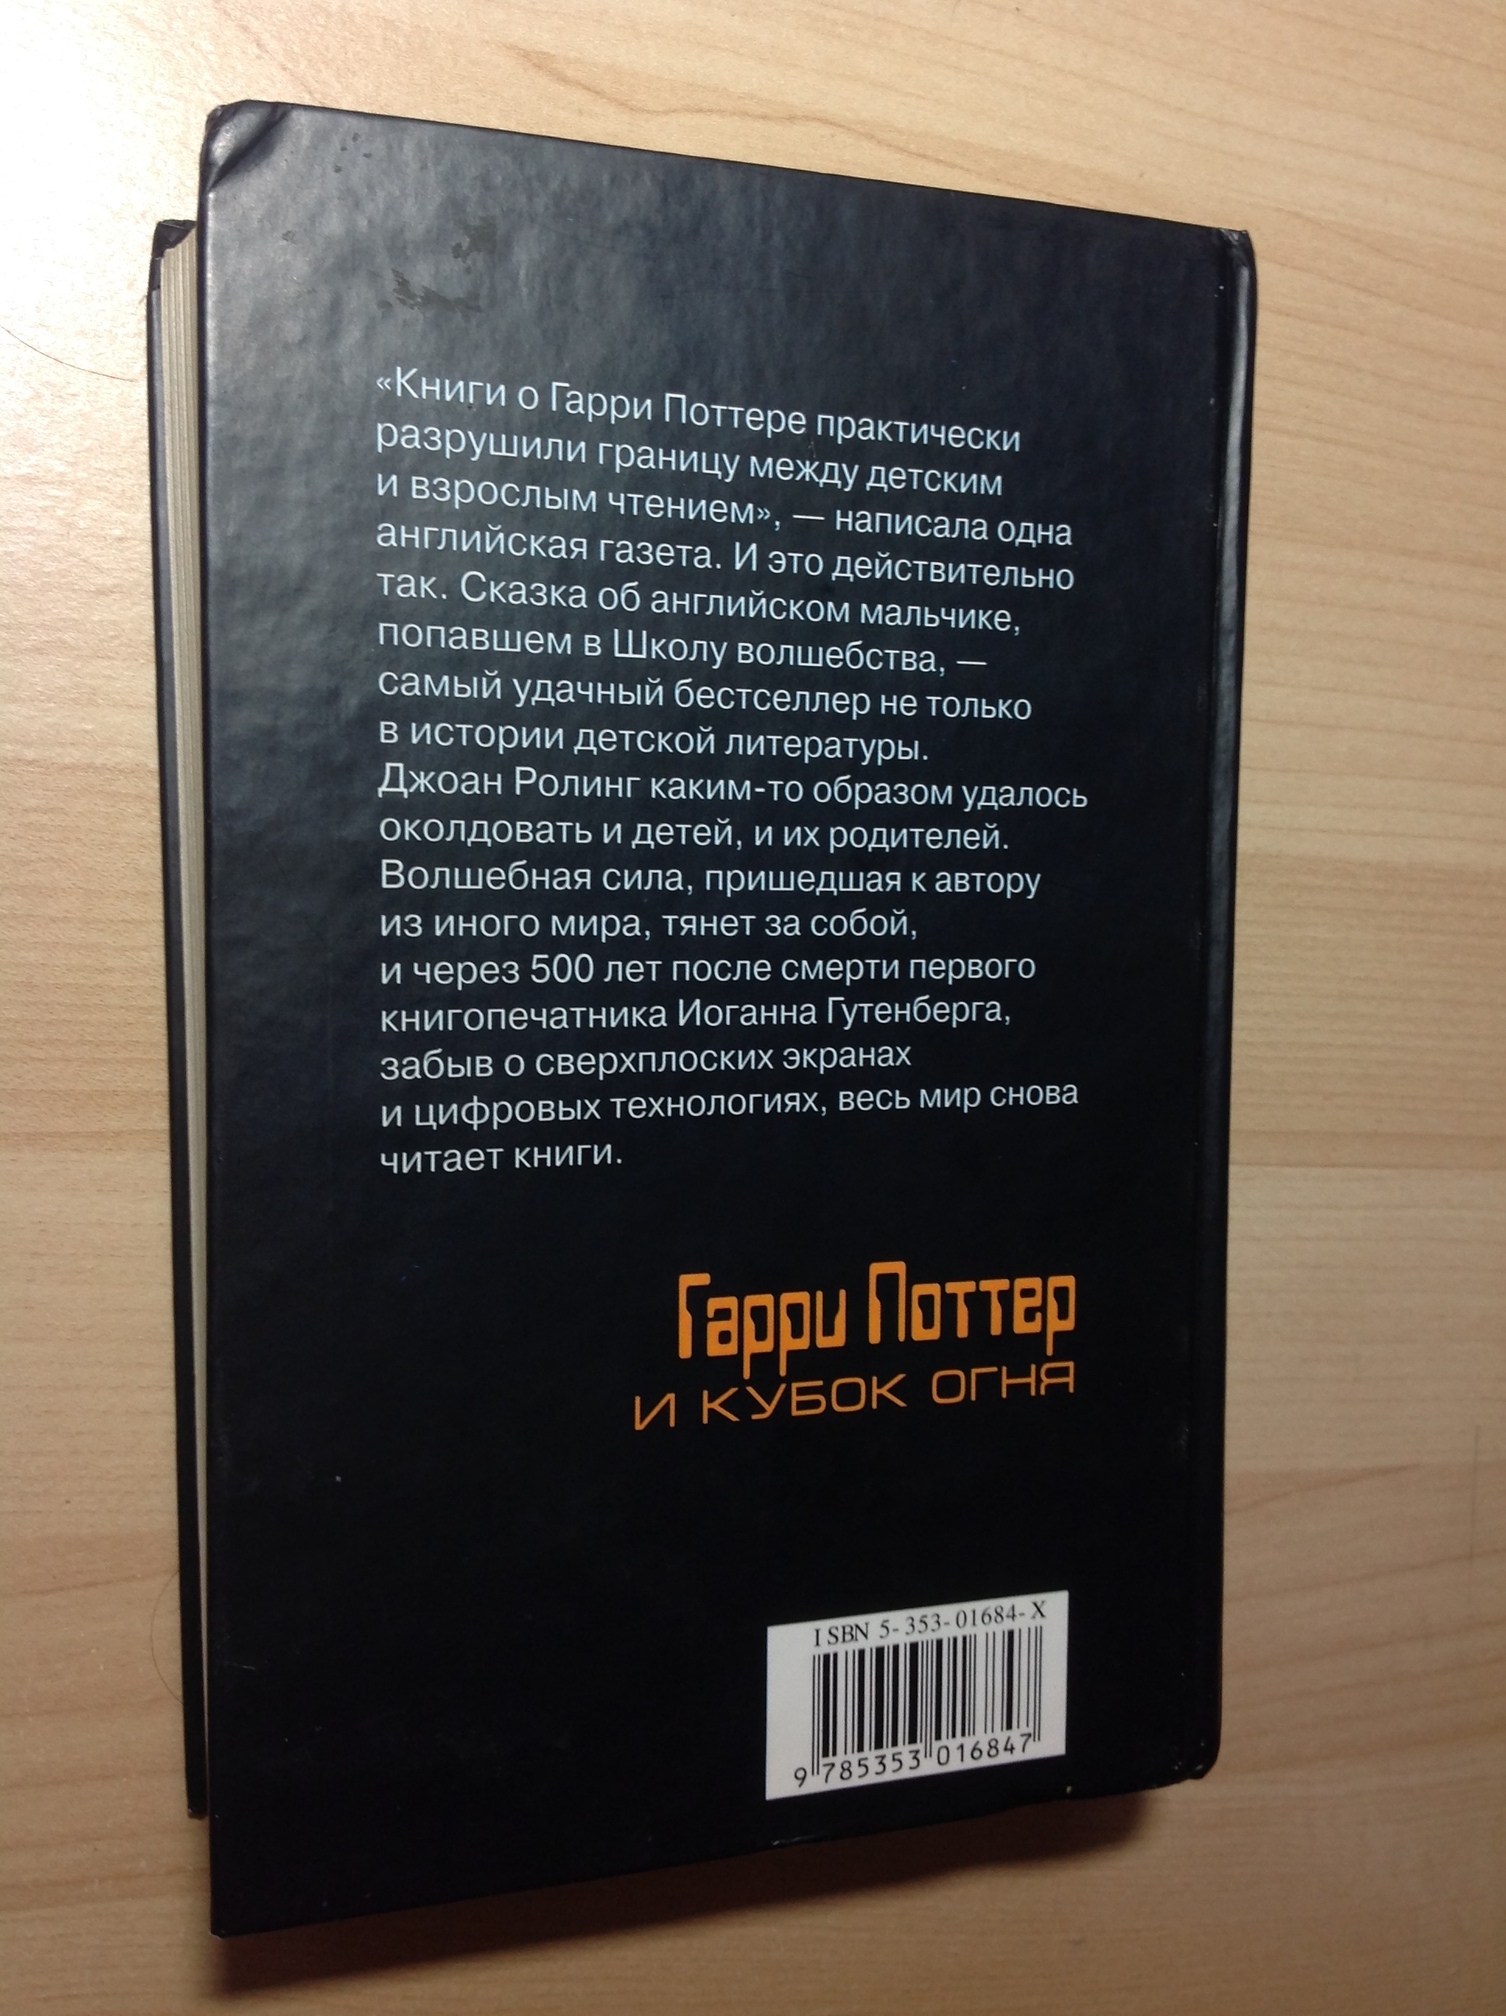 «Книги о Гарри Поттере практически
разрушили границу между детским
и взрослым чтением», — написала одна
английская газета. И это действительно
так. Сказка об английском мальчике,
попавшем в Школу волшебства, —
самый удачный бестселлер не только
в истории детской литературы.
Джоан Ролинг каким-то образом удалось
околдовать и детей, и их родителей.
Волшебная сила, пришедшая к автору
из иного мира, тянет за собой,
и через 500 лет после смерти первого
книгопечатника Иоганна Гутенберга,
забыв о сверхплоских экранах
и цифровых технологиях, весь мир снова
читает книги.
Гарри Поттер
И КУБОК ОГНЯ
ISBN 5-353-01684-X
9 785353 016847